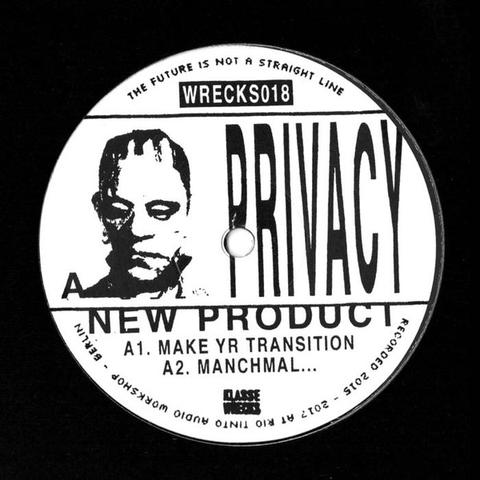 THE FUTURE IS NOT A STRAIGHT LINE
WRECKS018
PRIVACY
A
NEW PRODUCT
A1. MAKE YR TRANSITION
A2. MANCHMAL...
KLASSE
WRECKS
RECORDED 2015 - 2017 AT RIO TINTO AUDIO WORKSHOP - BERLIN